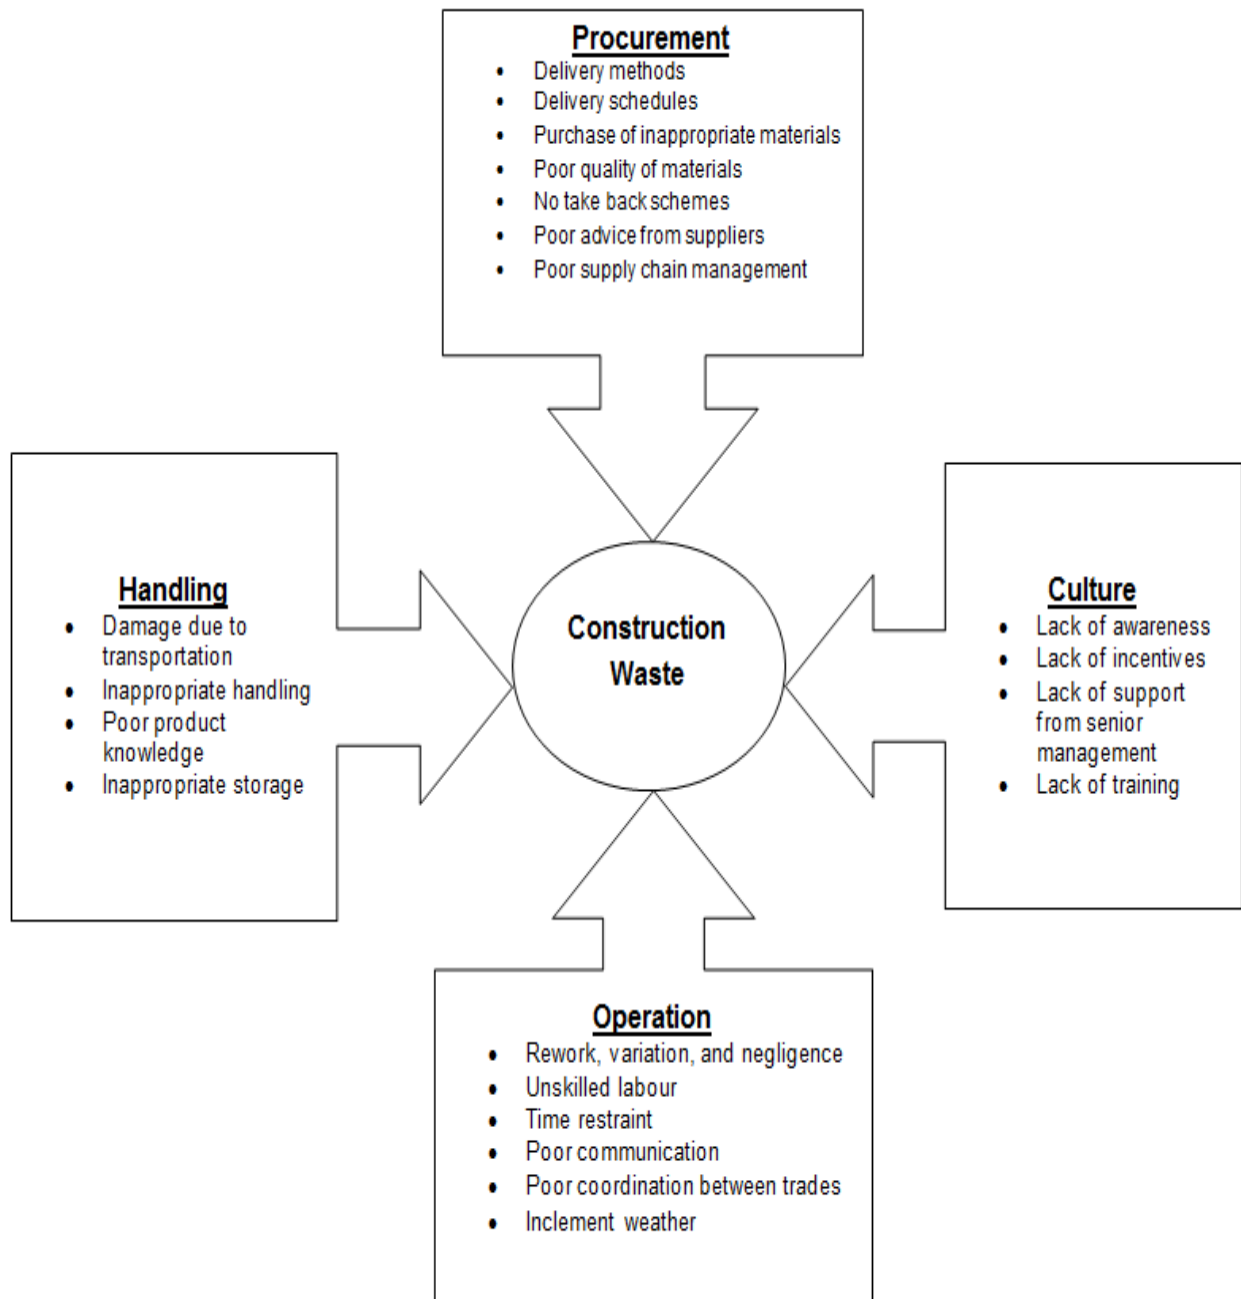 Procurement
• Delivery methods
• Delivery schedules
• Purchase of inappropriate materials
• Poor quality of materials
• No take back schemes
• Poor advice from suppliers
• Poor supply chain management
Handling
• Damage due to
transportation
• Inappropriate handling
• Poor product
knowledge
• Inappropriate storage
Construction
Waste
Culture
• Lack of awareness
• Lack of incentives
• Lack of support
from senior
management
• Lack of training
Operation
• Rework, variation, and negligence
• Unskilled labour
• Time restraint
• Poor communication
• Poor coordination between trades
• Inclement weather